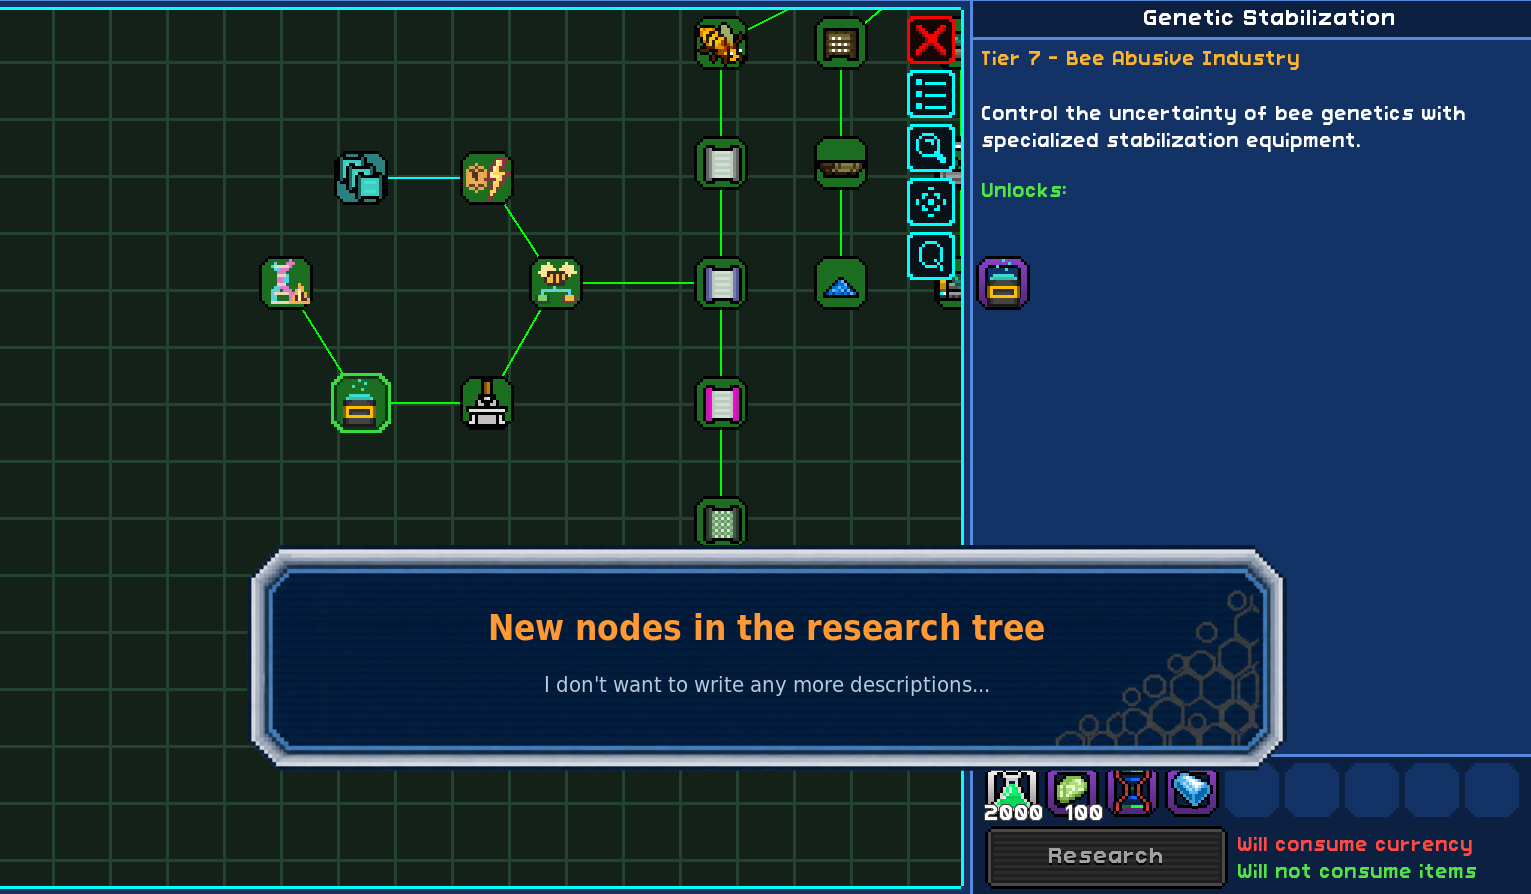 Genetic Stabilization
Tier 7 - Bee Abusive Industry
Control the uncertainty of bee genetics with
specialized stabilization equipment.
Unlocks:
New nodes in the research tree
I don't want to write any more descriptions...
2000
100
Research
Will consume currency
Will not consume items